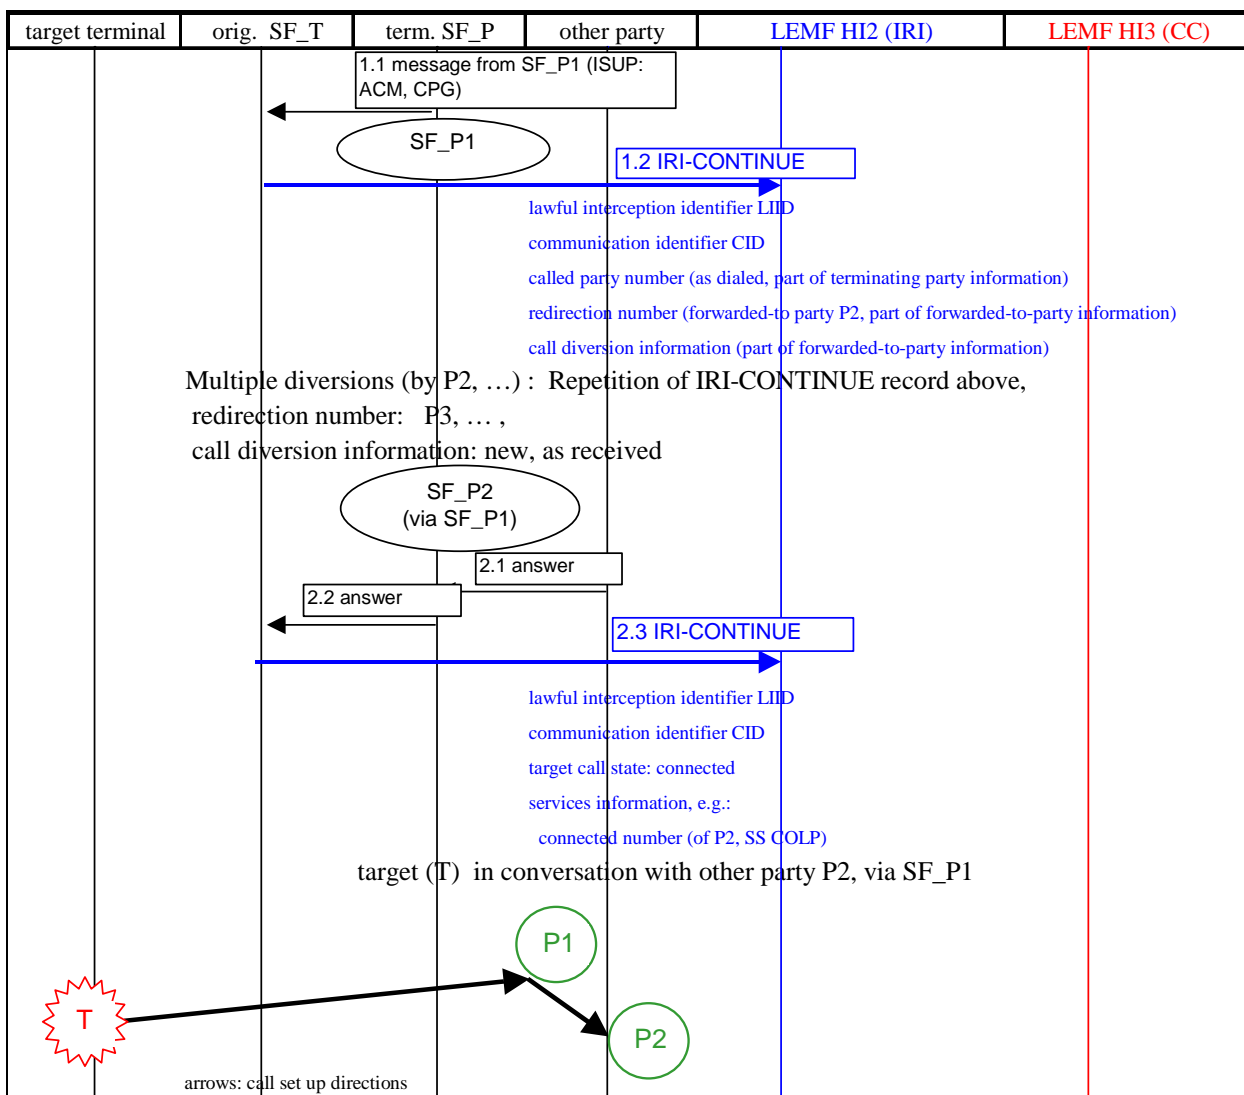 target terminal orig. SF_T term. SF_P other party LEMF HI2 (IRI) LEMF HI3 (CC)
1.1 message from SF_P1 (ISUP:
ACM, CPG)
SF_P1
1.2 IRI-CONTINUE
lawful interception identifier LIID
communication identifier CID
called party number (as dialed, part of terminating party information)
redirection number (forwarded-to party P2, part of forwarded-to-party information)
call diversion information (part of forwarded-to-party information)
Multiple diversions (by P2, …) : Repetition of IRI-CONTINUE record above,
redirection number: P3, … ,
call diversion information: new, as received
SF_P2
(via SF_P1)
2.1 answer
2.2 answer
2.3 IRI-CONTINUE
lawful interception identifier LIID
communication identifier CID
target call state: connected
services information, e.g.:
connected number (of P2, SS COLP)
target (T) in conversation with other party P2, via SF_P1
P1
T
P2
arrows: call set up directions